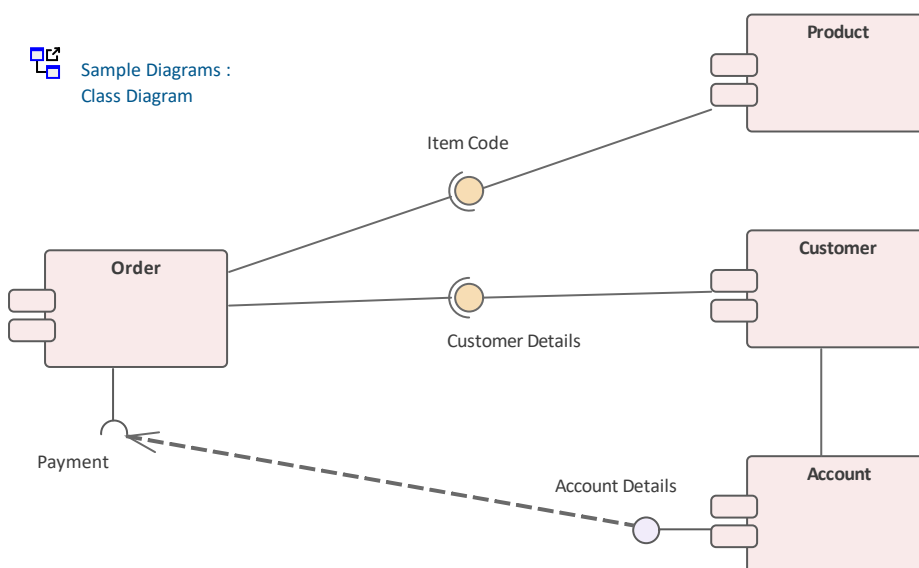 Product
Sample Diagrams :
Class Diagram
Item Code
Customer
Order
Customer Details
Payment
Account
Account Details